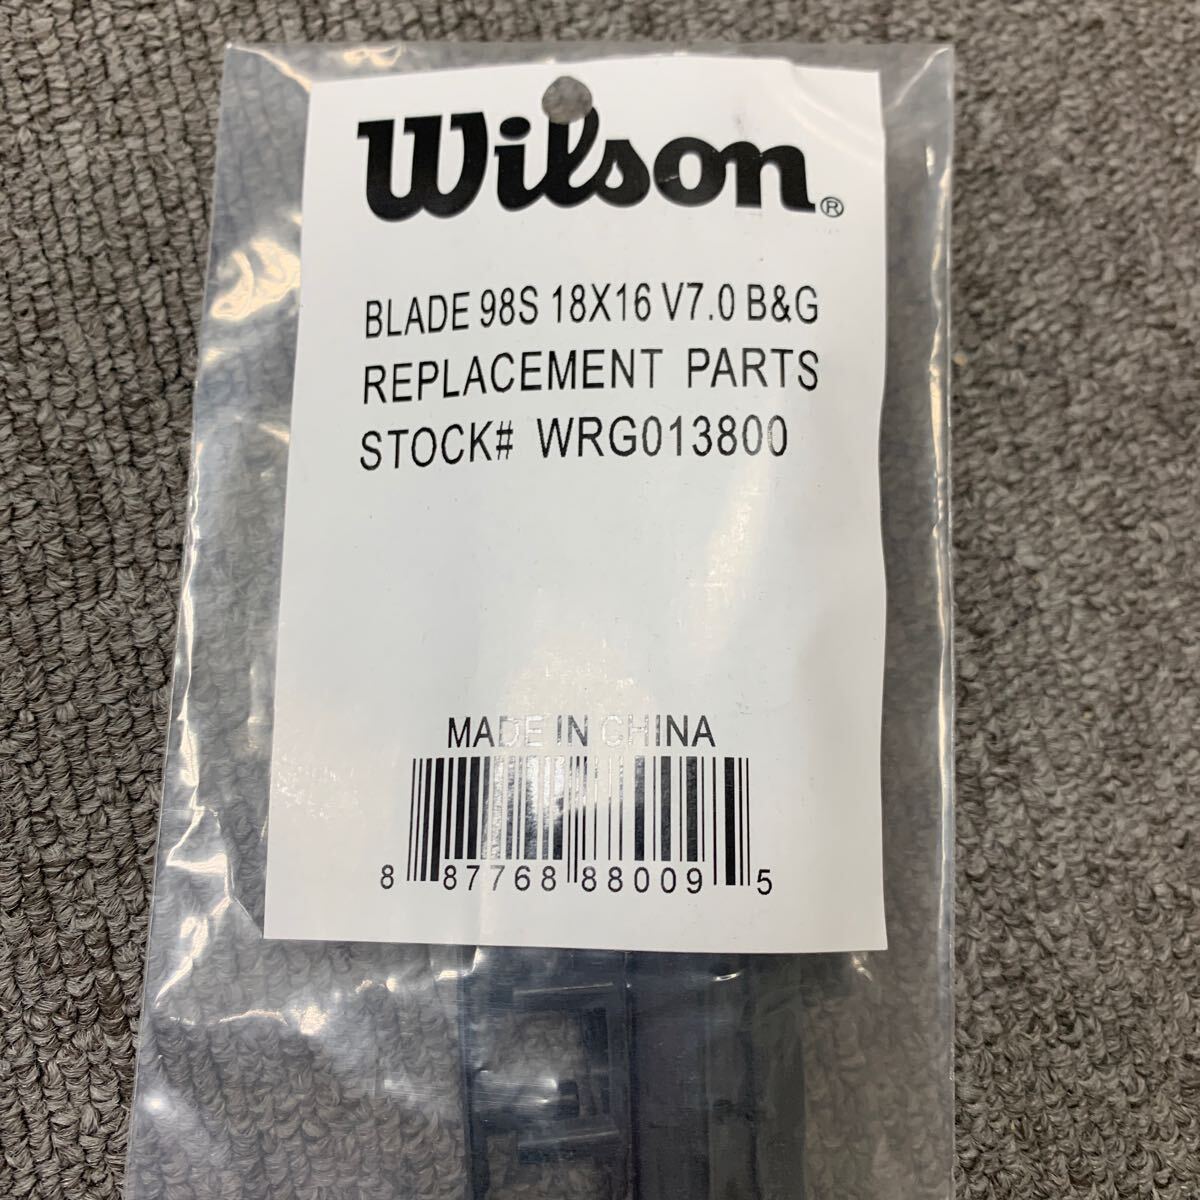 Wilson®
BLADE 98S 18X16 V7.0 B&G
REPLACEMENT PARTS
STOCK# WRG013800
MADE IN CHINA
8 87768 88009 5